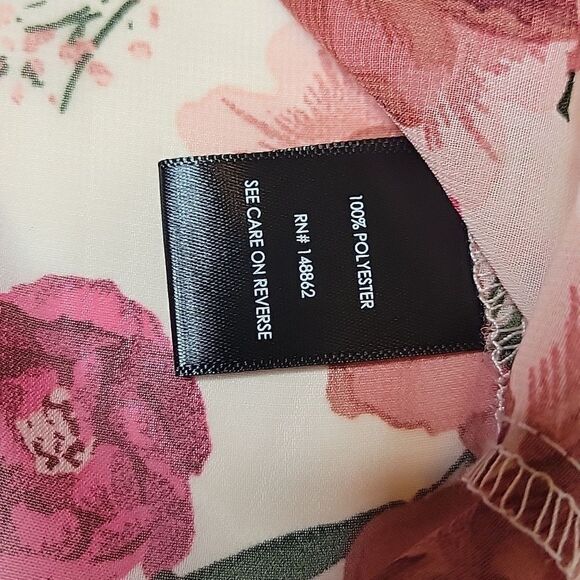 100% POLYESTER
RN# 148862
SEE CARE ON REVERSE